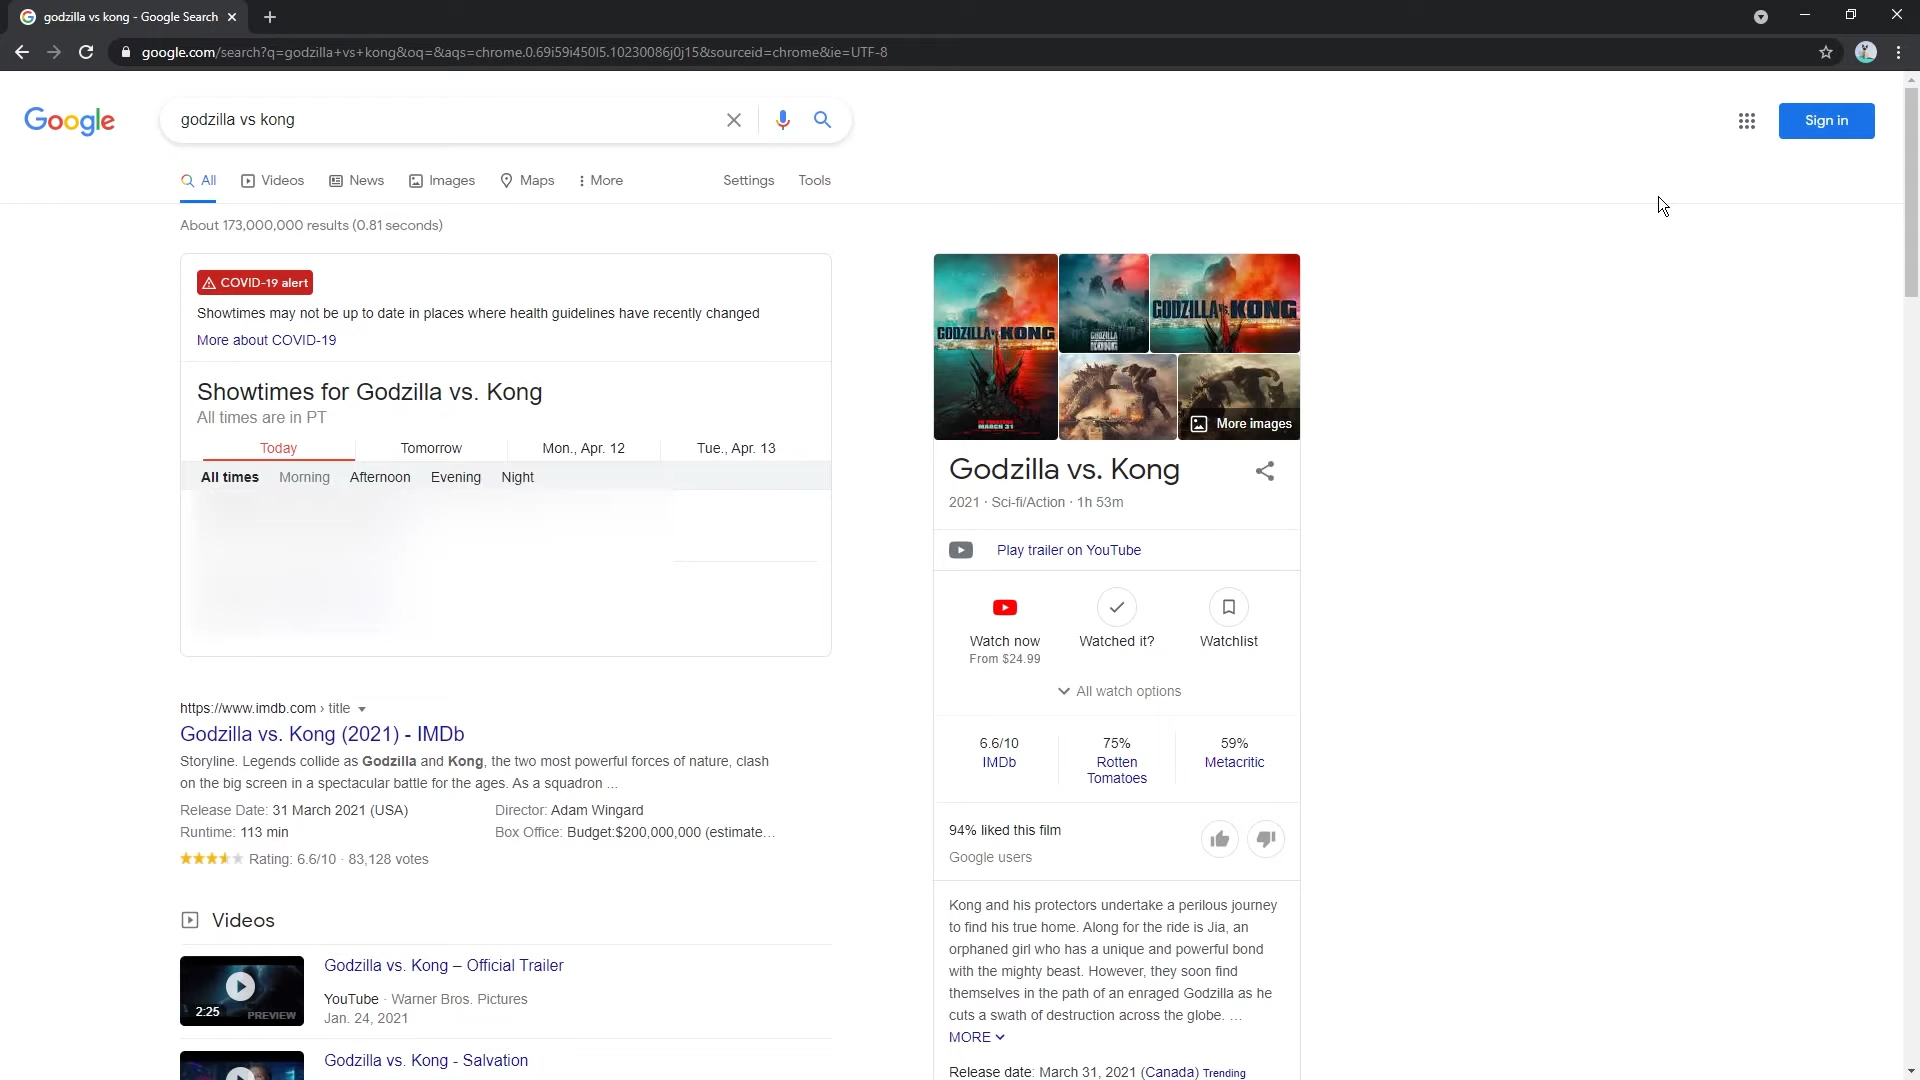 godzilla vs kong - Google Search
google.com/search?q=godzilla+vs+kong&oq=&aqs=chrome.0.69i59i450l5.10230086j0j15&sourceid=chrome&ie=UTF-8
Google
godzilla vs kong
Sign in
All
Videos
News
Images
Maps
More
Settings
Tools
About 173,000,000 results (0.81 seconds)
COVID-19 alert
Showtimes may not be up to date in places where health guidelines have recently changed
More about COVID-19
Showtimes for Godzilla vs. Kong
All times are in PT
Today
Tomorrow
Mon., Apr. 12
Tue., Apr. 13
All times
Morning
Afternoon
Evening
Night
https://www.imdb.com › title
Godzilla vs. Kong (2021) - IMDb
Storyline. Legends collide as Godzilla and Kong, the two most powerful forces of nature, clash
on the big screen in a spectacular battle for the ages. As a squadron ...
Release Date: 31 March 2021 (USA)
Director: Adam Wingard
Runtime: 113 min
Box Office: Budget:$200,000,000 (estimate...
Rating: 6.6/10 · 83,128 votes
Videos
2:25
PREVIEW
Godzilla vs. Kong – Official Trailer
YouTube · Warner Bros. Pictures
Jan. 24, 2021
Godzilla vs. Kong - Salvation
GODZILLA VS. KONG
MARCH 31
GODZILLA VS. KONG
More images
Godzilla vs. Kong
2021 · Sci-fi/Action · 1h 53m
Play trailer on YouTube
Watch now
From $24.99
Watched it?
Watchlist
All watch options
6.6/10
IMDb
75%
Rotten
Tomatoes
59%
Metacritic
94% liked this film
Google users
Kong and his protectors undertake a perilous journey
to find his true home. Along for the ride is Jia, an
orphaned girl who has a unique and powerful bond
with the mighty beast. However, they soon find
themselves in the path of an enraged Godzilla as he
cuts a swath of destruction across the globe. ...
MORE
Release date: March 31, 2021 (Canada) Trending